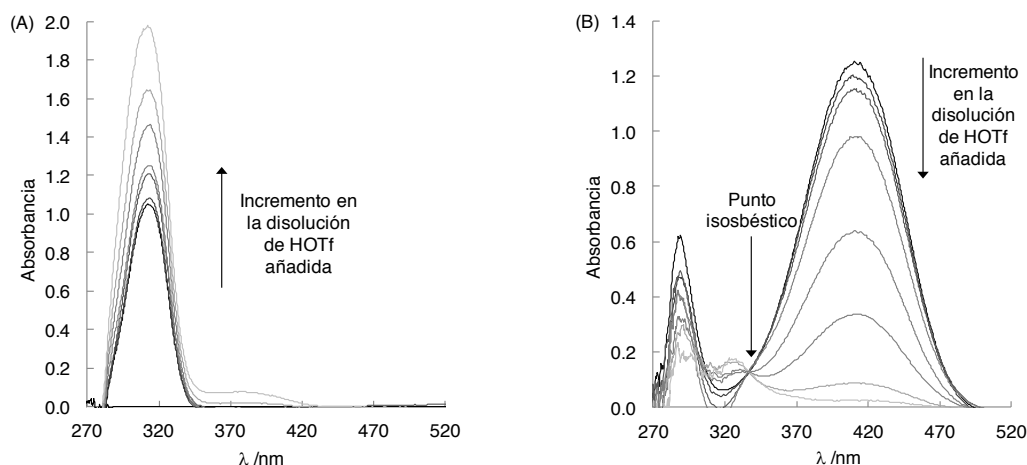 (A)
2.0
1.8
1.6
1.4
1.2
1.0
0.8
0.6
0.4
0.2
0.0
Absorbancia
Incremento en
la disolución
de HOTf
añadida
270
320
370
420
470
520
λ /nm
(B)
1.4
1.2
1.0
0.8
0.6
0.4
0.2
0.0
Absorbancia
Punto
isosbéstico
Incremento
en la
disolución
de HOTf
añadida
270
320
370
420
470
520
λ /nm